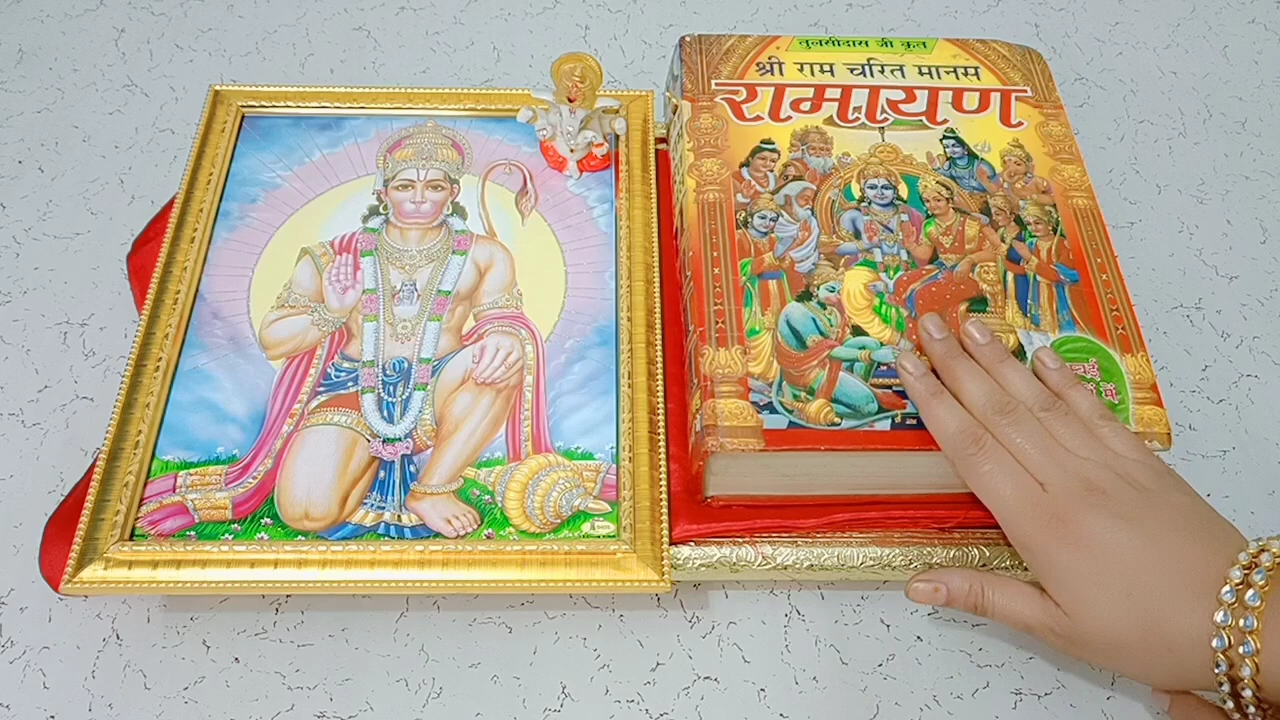 तुलसीदास जी कृत
श्री राम चरित मानस
रामायण
में